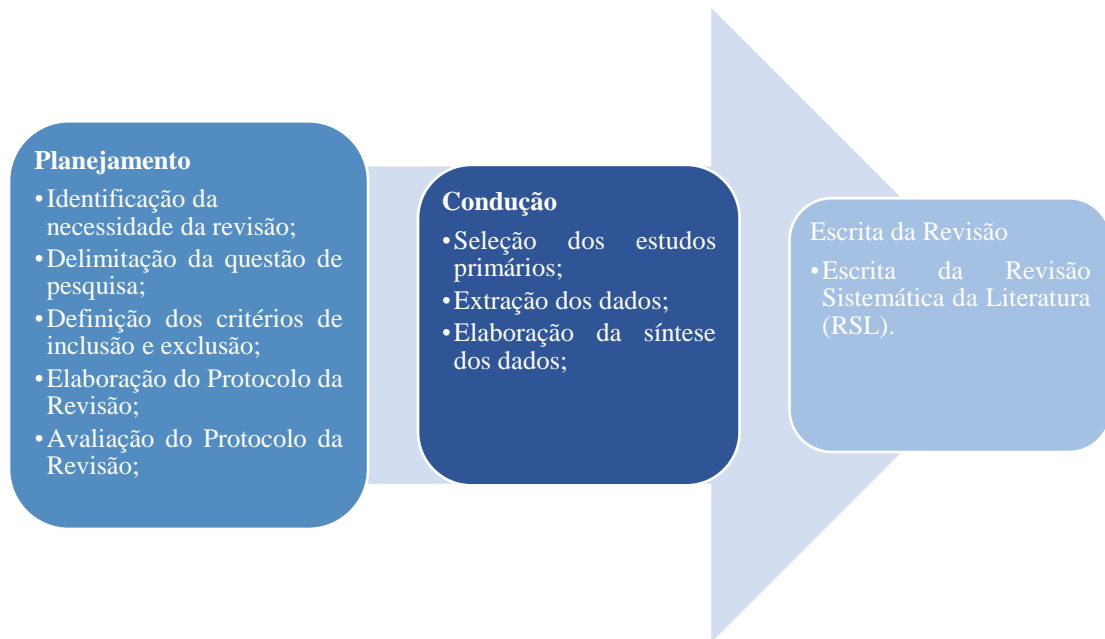 Planejamento
•Identificação da
necessidade da revisão;
•Delimitação da questão de
pesquisa;
•Definição dos critérios de
inclusão e exclusão;
•Elaboração do Protocolo da
Revisão;
•Avaliação do Protocolo da
Revisão;
Condução
•Seleção dos estudos
primários;
•Extração dos dados;
•Elaboração da síntese
dos dados;
Escrita da Revisão
•Escrita da Revisão
Sistemática da Literatura
(RSL).